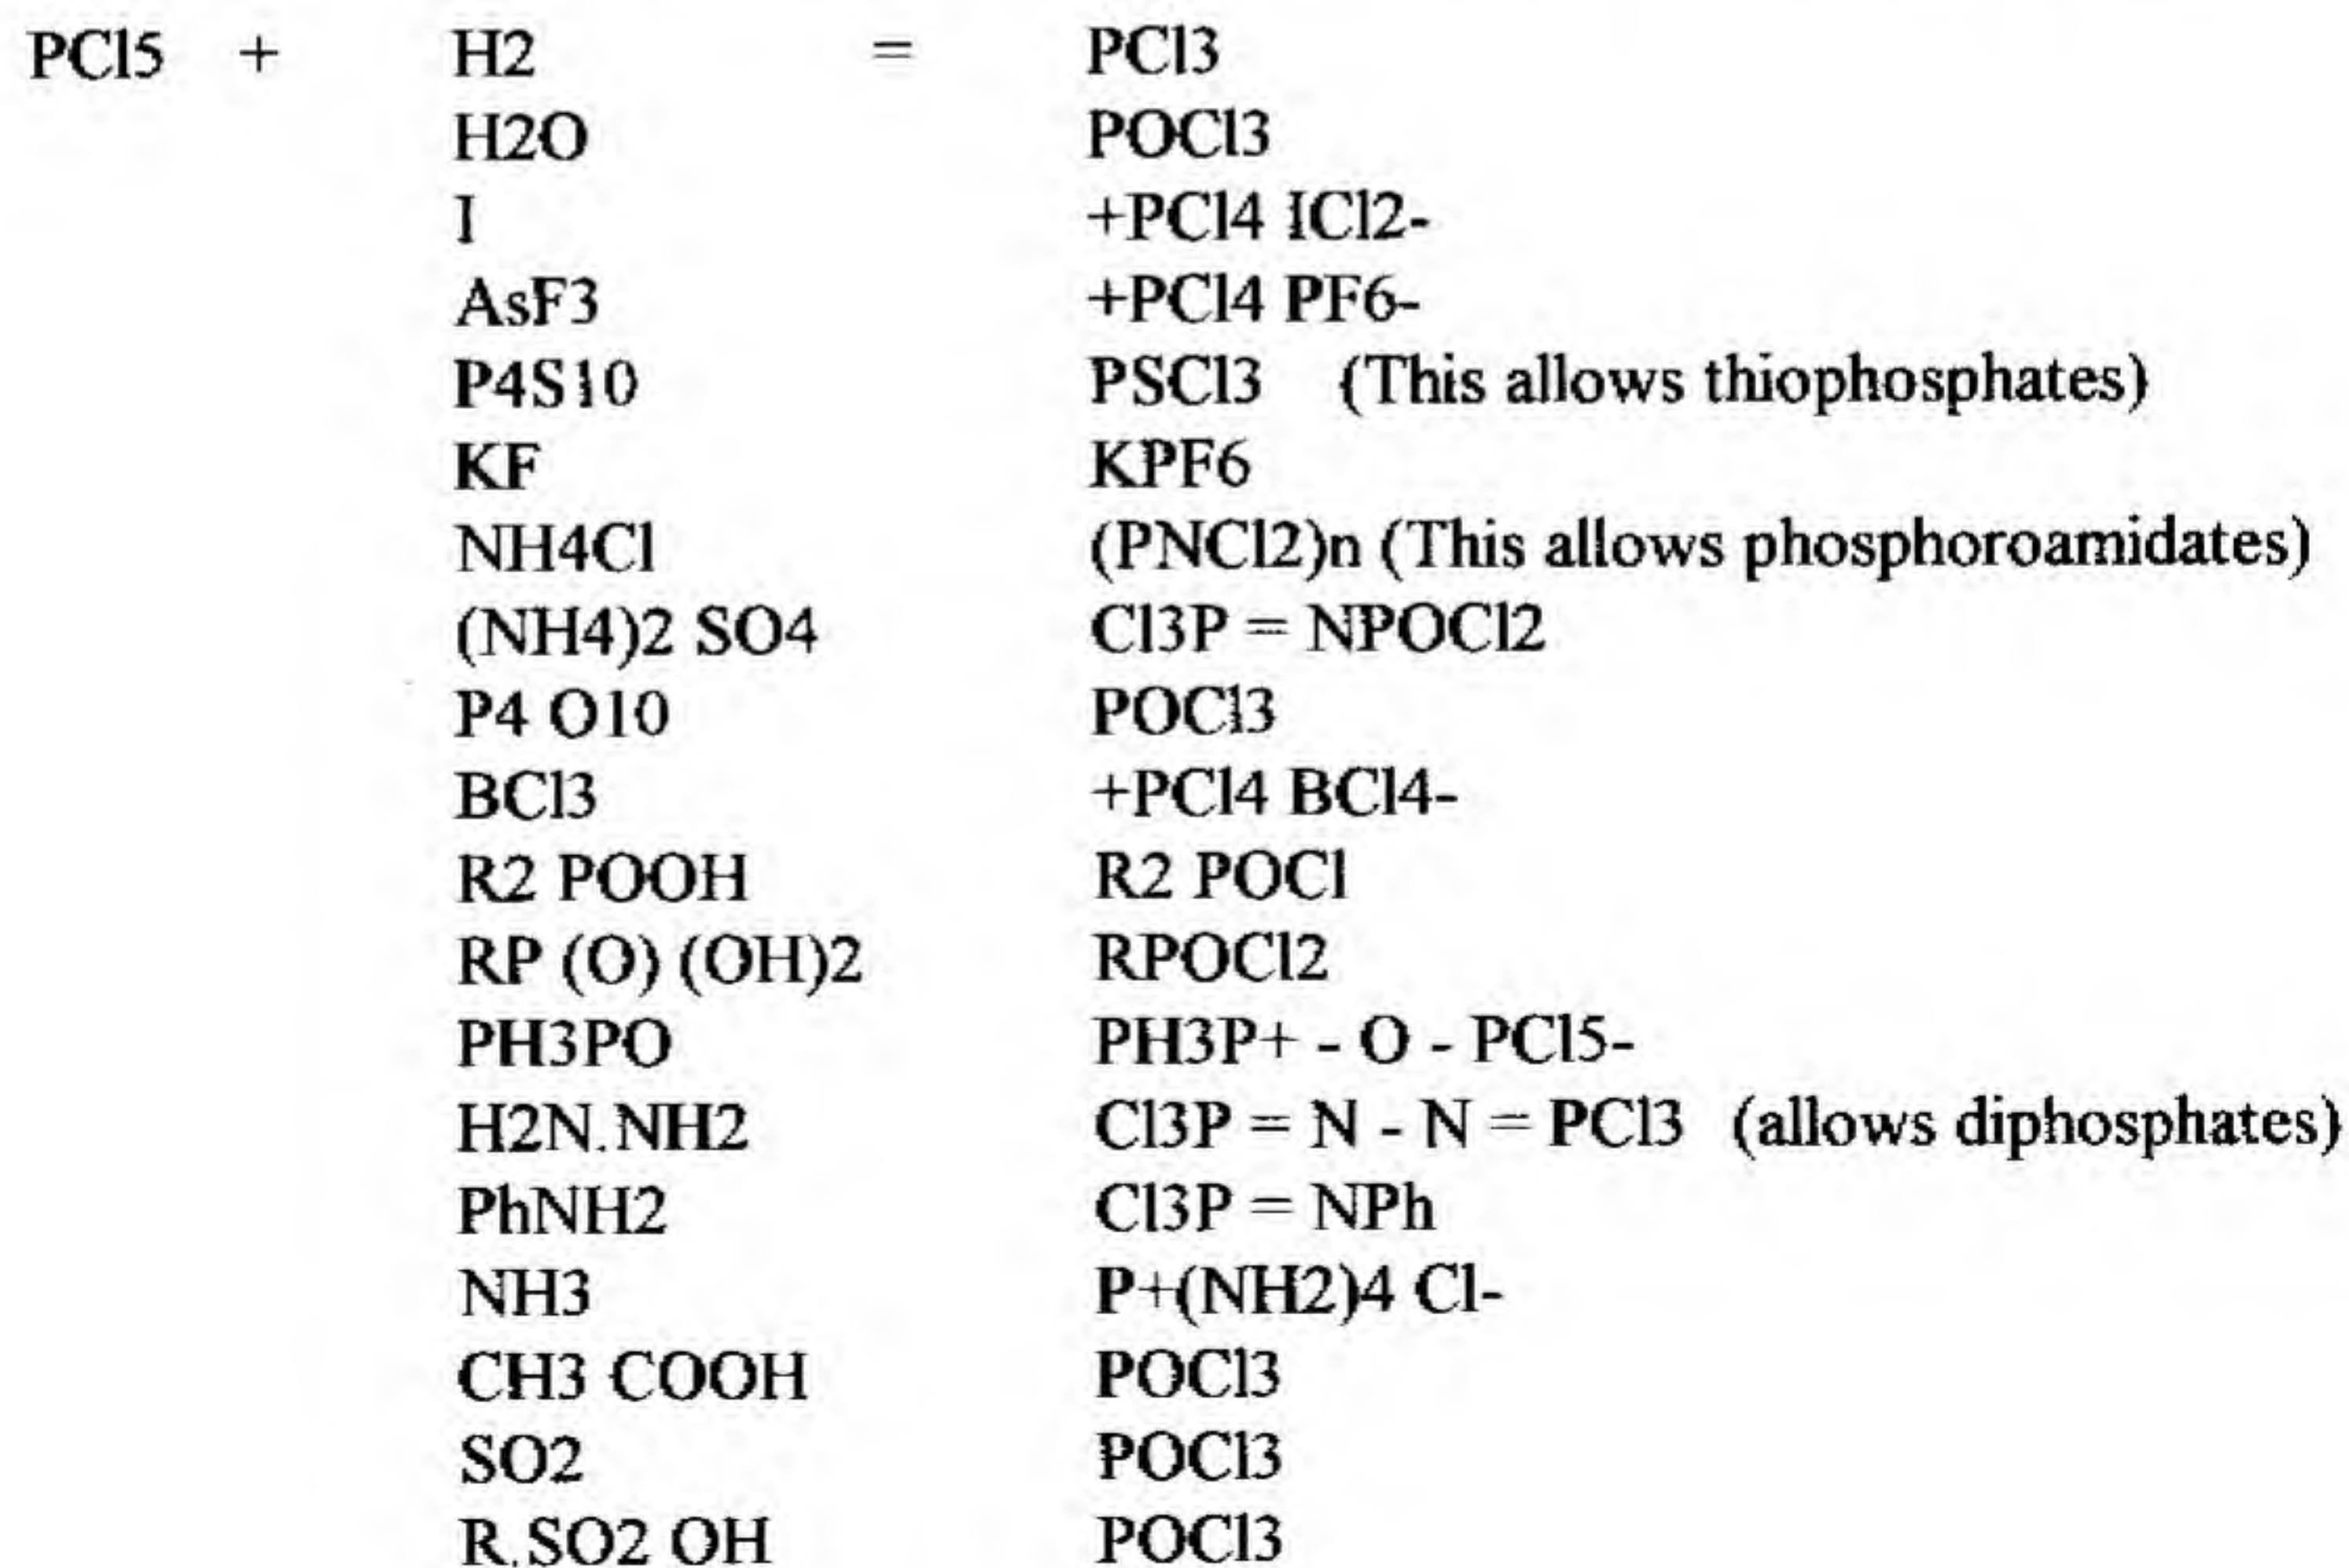 PCl5 + H2 = PCl3
H2O POCl3
I +PCl4 ICl2-
AsF3 +PCl4 PF6-
P4S10 PSCl3 (This allows thiophosphates)
KF KPF6
NH4Cl (PNCl2)n (This allows phosphoroamidates)
(NH4)2 SO4 Cl3P = NPOCl2
P4 O10 POCl3
BCl3 +PCl4 BCl4-
R2 POOH R2 POCl
RP (O) (OH)2 RPOCl2
PH3PO PH3P+ - O - PCl5-
H2N.NH2 Cl3P = N - N = PCl3 (allows diphosphates)
PhNH2 Cl3P = NPh
NH3 P+(NH2)4 Cl-
CH3 COOH POCl3
SO2 POCl3
R.SO2 OH POCl3